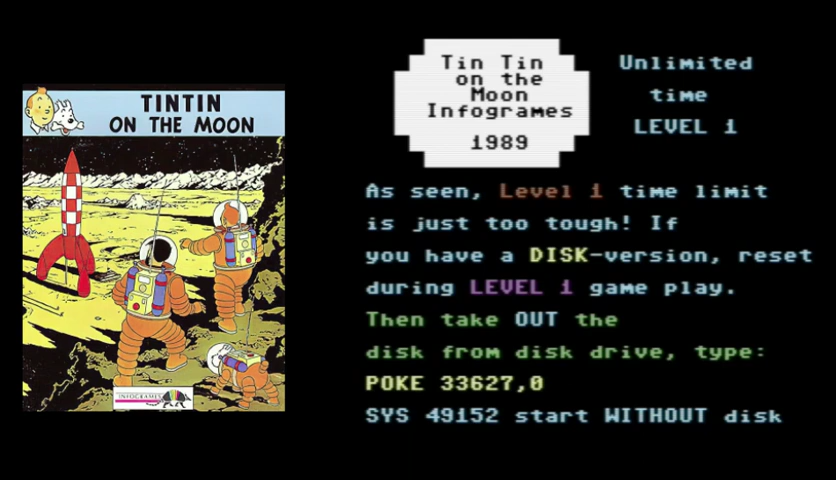 TINTIN
ON THE MOON
INFOGRAMES
Tin Tin
on the
Moon
Infogrames
1989
Unlimited
time
LEVEL 1
As seen, Level 1 time limit
is just too tough! If
you have a DISK-version, reset
during LEVEL 1 game play.
Then take OUT the
disk from disk drive, type:
POKE 33627,0
SYS 49152 start WITHOUT disk